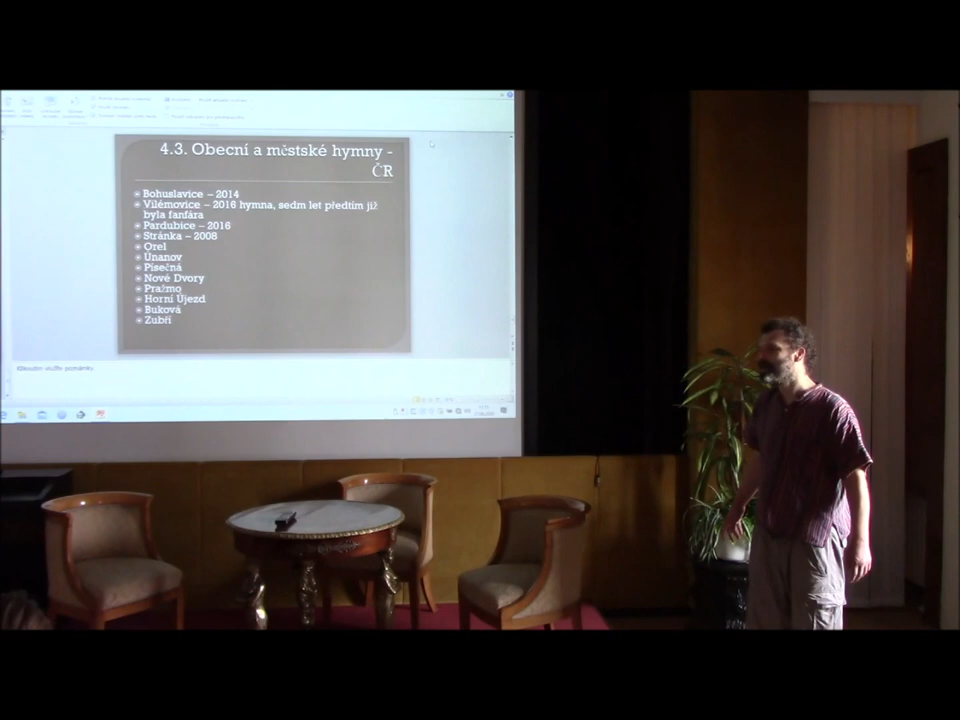 4.3. Obecní a městské hymny -
ČR
Bohuslavice – 2014
Vilémovice – 2016 hymna, sedm let předtím již
byla fanfára
Pardubice – 2016
Stránka – 2008
Orel
Únanov
Písečná
Nové Dvory
Pražmo
Horní Újezd
Buková
Zubří
poznámky